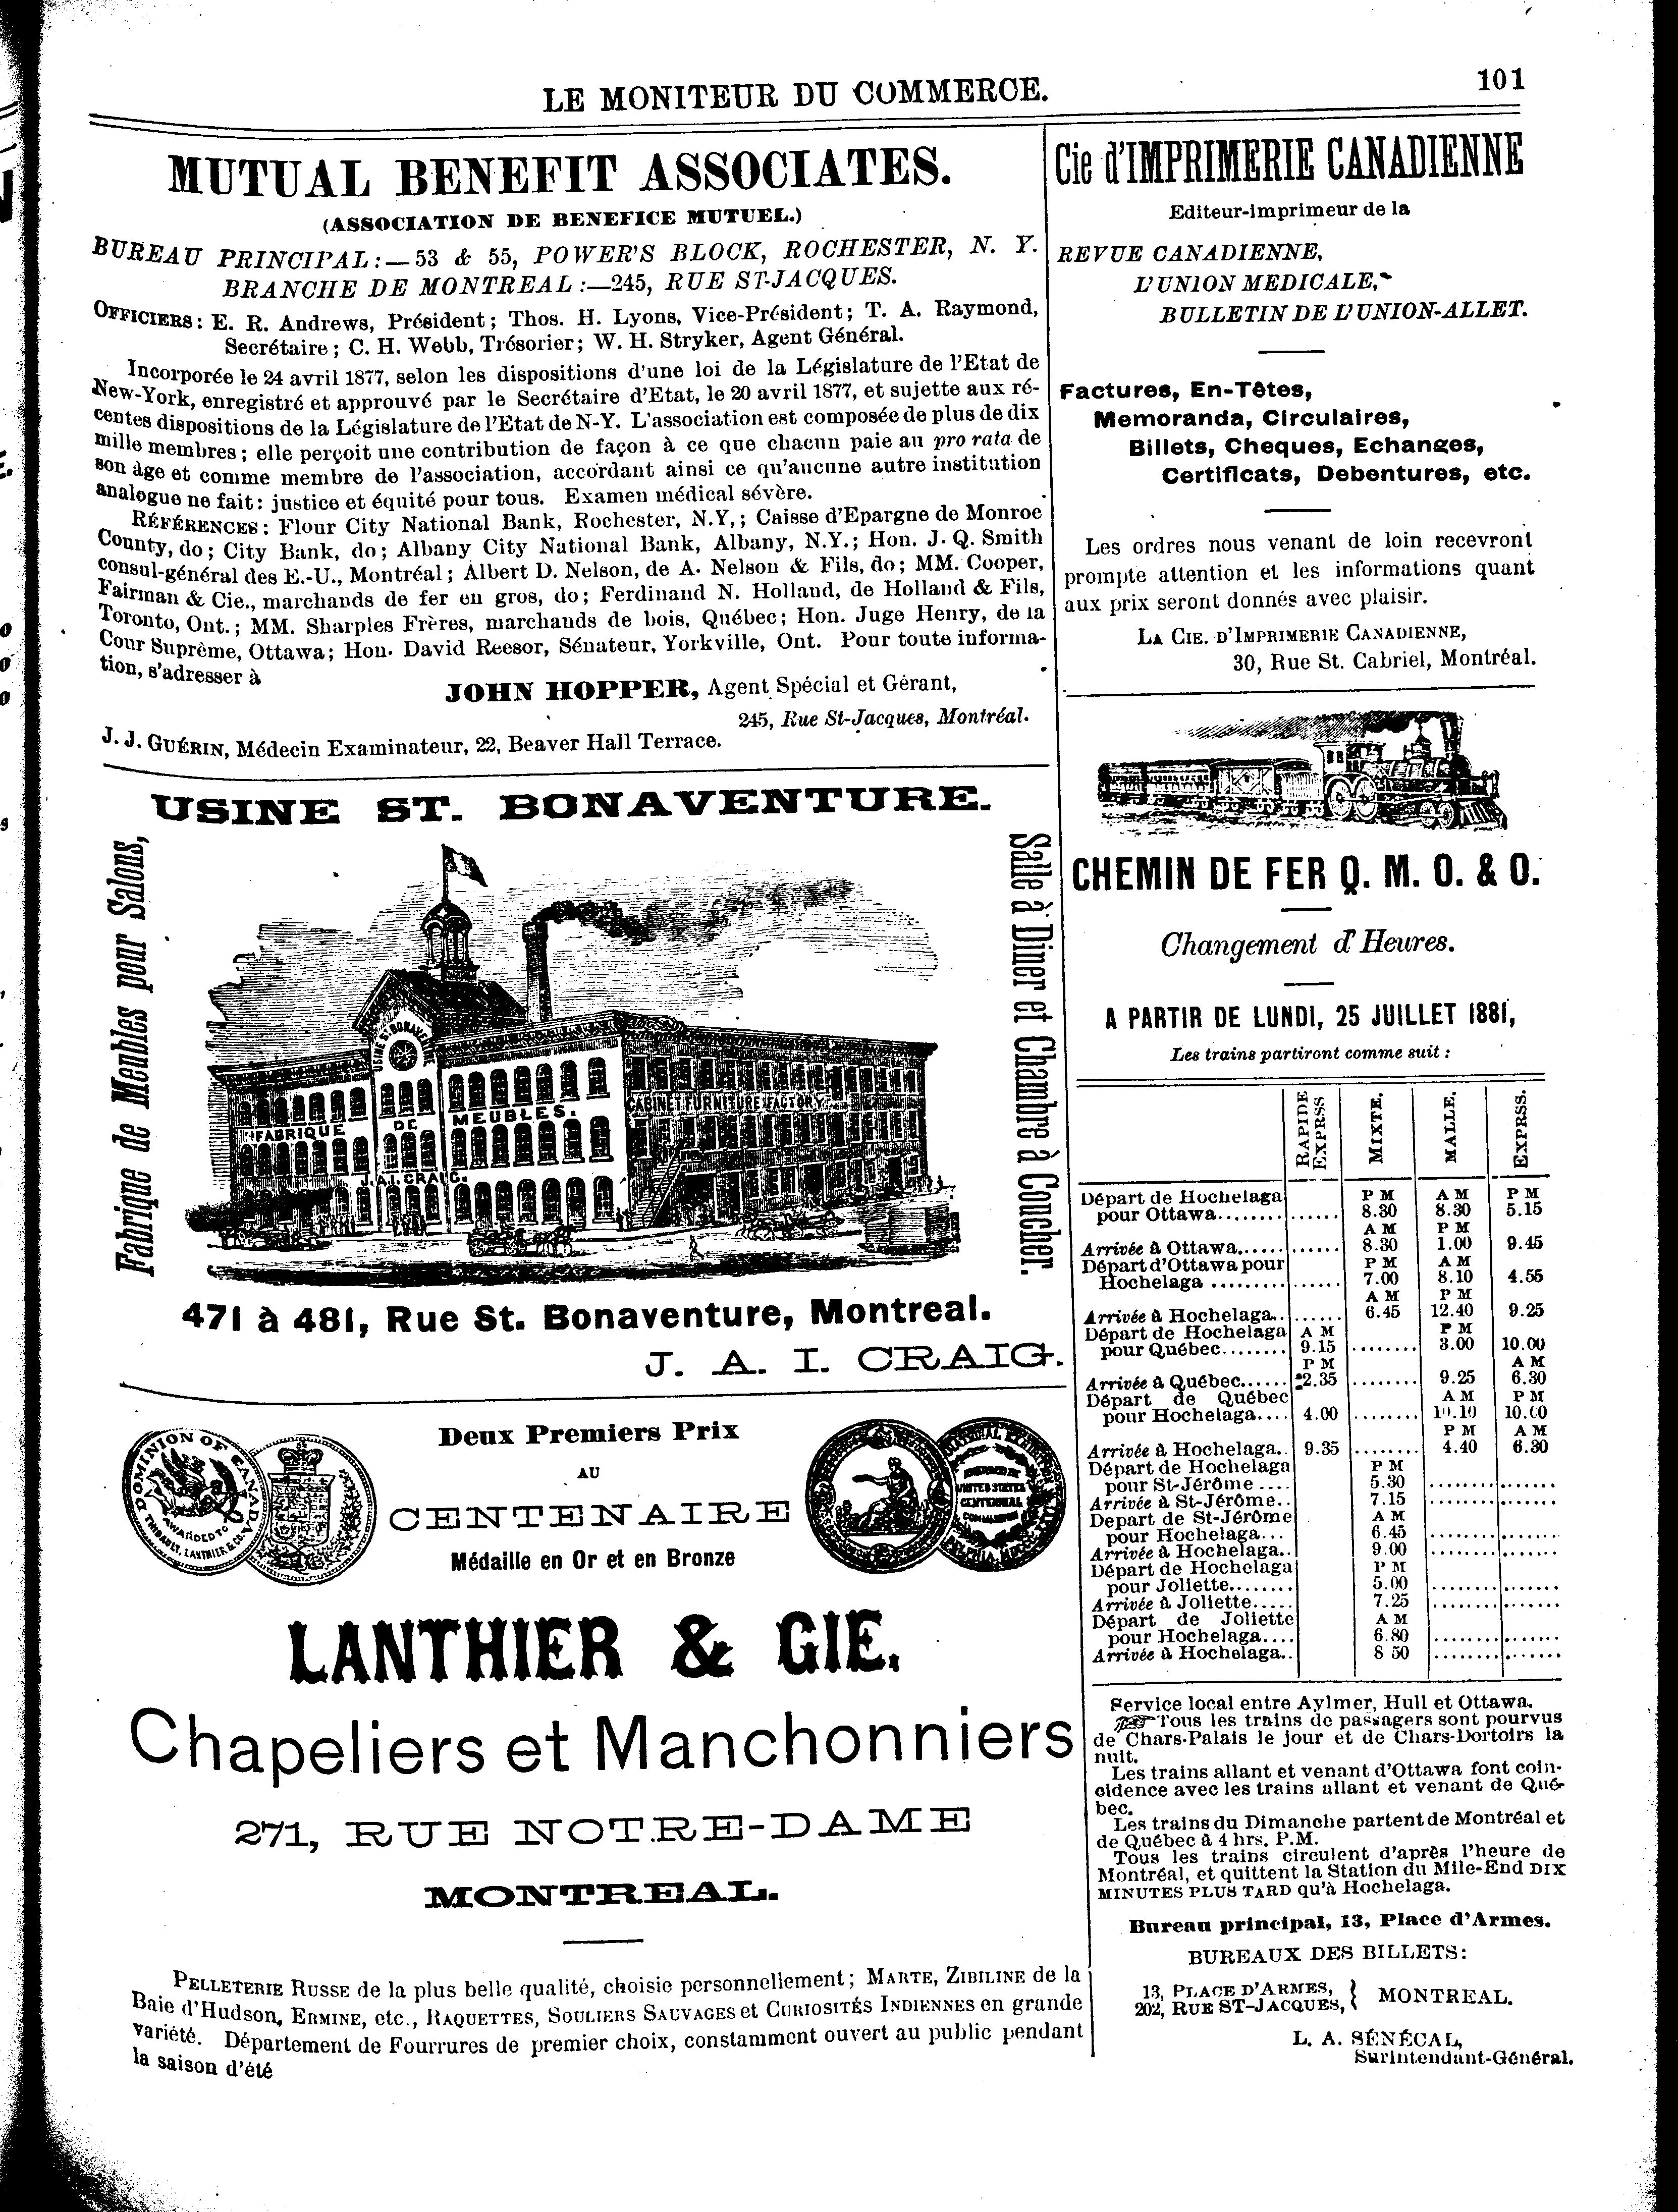 LE MONITEUR DU COMMERCE.
101
MUTUAL BENEFIT ASSOCIATES.
(ASSOCIATION DE BENEFICE MUTUEL.)
BUREAU PRINCIPAL:—53 & 55, POWER'S BLOCK, ROCHESTER, N. Y.
BRANCHE DE MONTREAL:—245, RUE ST-JACQUES.
OFFICIERS: E. R. Andrews, Président; Thos. H. Lyons, Vice-Président; T. A. Raymond,
Secrétaire; C. H. Webb, Trésorier; W. H. Stryker, Agent Général.
Incorporée le 24 avril 1877, selon les dispositions d'une loi de la Législature de l'Etat de
New-York, enregistré et approuvé par le Secrétaire d'Etat, le 20 avril 1877, et sujette aux ré-
centes dispositions de la Législature de l'Etat de N-Y. L'association est composée de plus de dix
mille membres; elle perçoit une contribution de façon à ce que chacun paie au pro rata de
son âge et comme membre de l'association, accordant ainsi ce qu'aucune autre institution
analogue ne fait: justice et équité pour tous. Examen médical sévère.
RÉFÉRENCES: Flour City National Bank, Rochester, N.Y,; Caisse d'Epargne de Monroe
County, do; City Bank, do; Albany City National Bank, Albany, N.Y.; Hon. J. Q. Smith
consul-général des E.-U., Montréal; Albert D. Nelson, de A. Nelson & Fils, do; MM. Cooper,
Fairman & Cie., marchands de fer en gros, do; Ferdinand N. Holland, de Holland & Fils,
Toronto, Ont.; MM. Sharples Frères, marchands de bois, Québec; Hon. Juge Henry, de la
Cour Suprême, Ottawa; Hon. David Reesor, Sénateur, Yorkville, Ont. Pour toute informa-
tion, s'adresser à
JOHN HOPPER, Agent Spécial et Gérant,
245, Rue St-Jacques, Montréal.
J. J. GUÉRIN, Médecin Examinateur, 22, Beaver Hall Terrace.
USINE ST. BONAVENTURE.
Fabrique de Meubles pour Salons,
Salle à Diner et Chambre à Coucher.
USINE ST. BONAVENTURE
FABRIQUE DE MEUBLES.
CABINET FURNITURE FACTORY
J.A.I. CRAIG.
471 à 481, Rue St. Bonaventure, Montreal.
J. A. I. CRAIG.
DOMINION OF CANADA
AWARDED TO
THIBAULT, LANTHIER & CO.
Deux Premiers Prix
AU
CENTENAIRE
Médaille en Or et en Bronze
UNITED STATES
CENTENNIAL
COMMISSION
LANTHIER & CIE.
Chapeliers et Manchonniers
271, RUE NOTRE-DAME
MONTREAL.
PELLETERIE RUSSE de la plus belle qualité, choisie personnellement; MARTE, ZIBILINE de la
Baie d'Hudson, ERMINE, etc., RAQUETTES, SOULIERS SAUVAGES et CURIOSITÉS INDIENNES en grande
variété. Département de Fourrures de premier choix, constamment ouvert au public pendant
la saison d'été
Cie d'IMPRIMERIE CANADIENNE
Editeur-imprimeur de la
REVUE CANADIENNE,
L'UNION MEDICALE,
BULLETIN DE L'UNION-ALLET.
Factures, En-Têtes,
Memoranda, Circulaires,
Billets, Cheques, Echanges,
Certificats, Debentures, etc.
Les ordres nous venant de loin recevront
prompte attention et les informations quant
aux prix seront donnés avec plaisir.
LA CIE. D'IMPRIMERIE CANADIENNE,
30, Rue St. Cabriel, Montréal.
CHEMIN DE FER Q. M. O. & O.
Changement d'Heures.
A PARTIR DE LUNDI, 25 JUILLET 1881,
Les trains partiront comme suit:
RAPIDE EXPRSS MIXTE. MALLE. EXPRSS.
Départ de Hochelaga P M A M P M
pour Ottawa........ ...... 8.30 8.30 5.15
A M P M
Arrivée à Ottawa...... ...... 8.30 1.00 9.45
Départ d'Ottawa pour P M A M
Hochelaga ......... ...... 7.00 8.10 4.55
A M P M
Arrivée à Hochelaga.. ...... 6.45 12.40 9.25
Départ de Hochelaga A M P M
pour Québec........ 9.15 ........ 3.00 10.00
P M A M
Arrivée à Québec...... 2.35 ........ 9.25 6.30
Départ de Québec A M P M
pour Hochelaga.... 4.00 ........ 10.10 10.00
P M A M
Arrivée à Hochelaga.. 9.35 ........ 4.40 6.30
Départ de Hochelaga P M
pour St-Jérôme .... 5.30 ........ .......
Arrivée à St-Jérôme.. 7.15 ........ .......
Depart de St-Jérôme A M
pour Hochelaga... 6.45 ........ .......
Arrivée à Hochelaga.. 9.00 ........ .......
Départ de Hochelaga P M
pour Joliette........ 5.00 ........ .......
Arrivée à Joliette..... 7.25 ........ .......
Départ de Joliette A M
pour Hochelaga.... 6.80 ........ .......
Arrivée à Hochelaga.. 8 50 ........ .......
Service local entre Aylmer, Hull et Ottawa.
Tous les trains de passagers sont pourvus
de Chars-Palais le jour et de Chars-Dortoirs la
nuit.
Les trains allant et venant d'Ottawa font coin-
cidence avec les trains allant et venant de Qué-
bec.
Les trains du Dimanche partent de Montréal et
de Québec à 4 hrs. P.M.
Tous les trains circulent d'après l'heure de
Montréal, et quittent la Station du Mile-End DIX
MINUTES PLUS TARD qu'à Hochelaga.
Bureau principal, 13, Place d'Armes.
BUREAUX DES BILLETS:
13, PLACE D'ARMES,
202, RUE ST-JACQUES, } MONTREAL.
L. A. SÉNÉCAL,
Surintendant-Général.